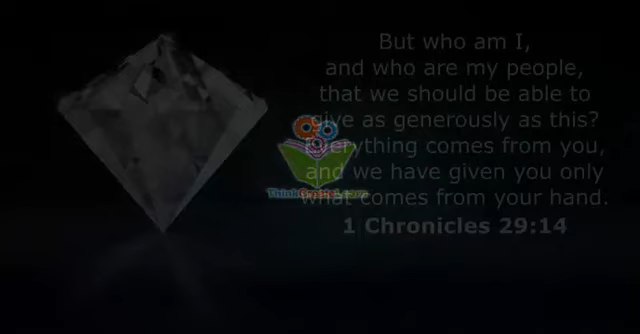 But who am I,
and who are my people,
that we should be able to
give as generously as this?
Everything comes from you,
and we have given you only
what comes from your hand.
1 Chronicles 29:14